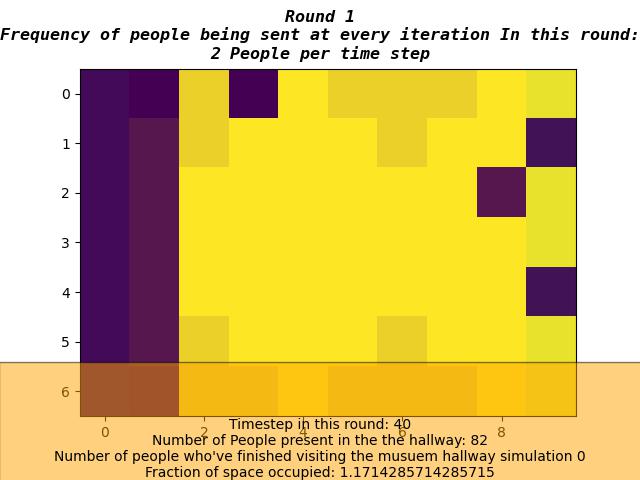 Round 1
Frequency of people being sent at every iteration In this round:
2 People per time step
0
1
2
3
4
5
6
0 2 4 6 8
Timestep in this round: 40
Number of People present in the the hallway: 82
Number of people who've finished visiting the musuem hallway simulation 0
Fraction of space occupied: 1.1714285714285715